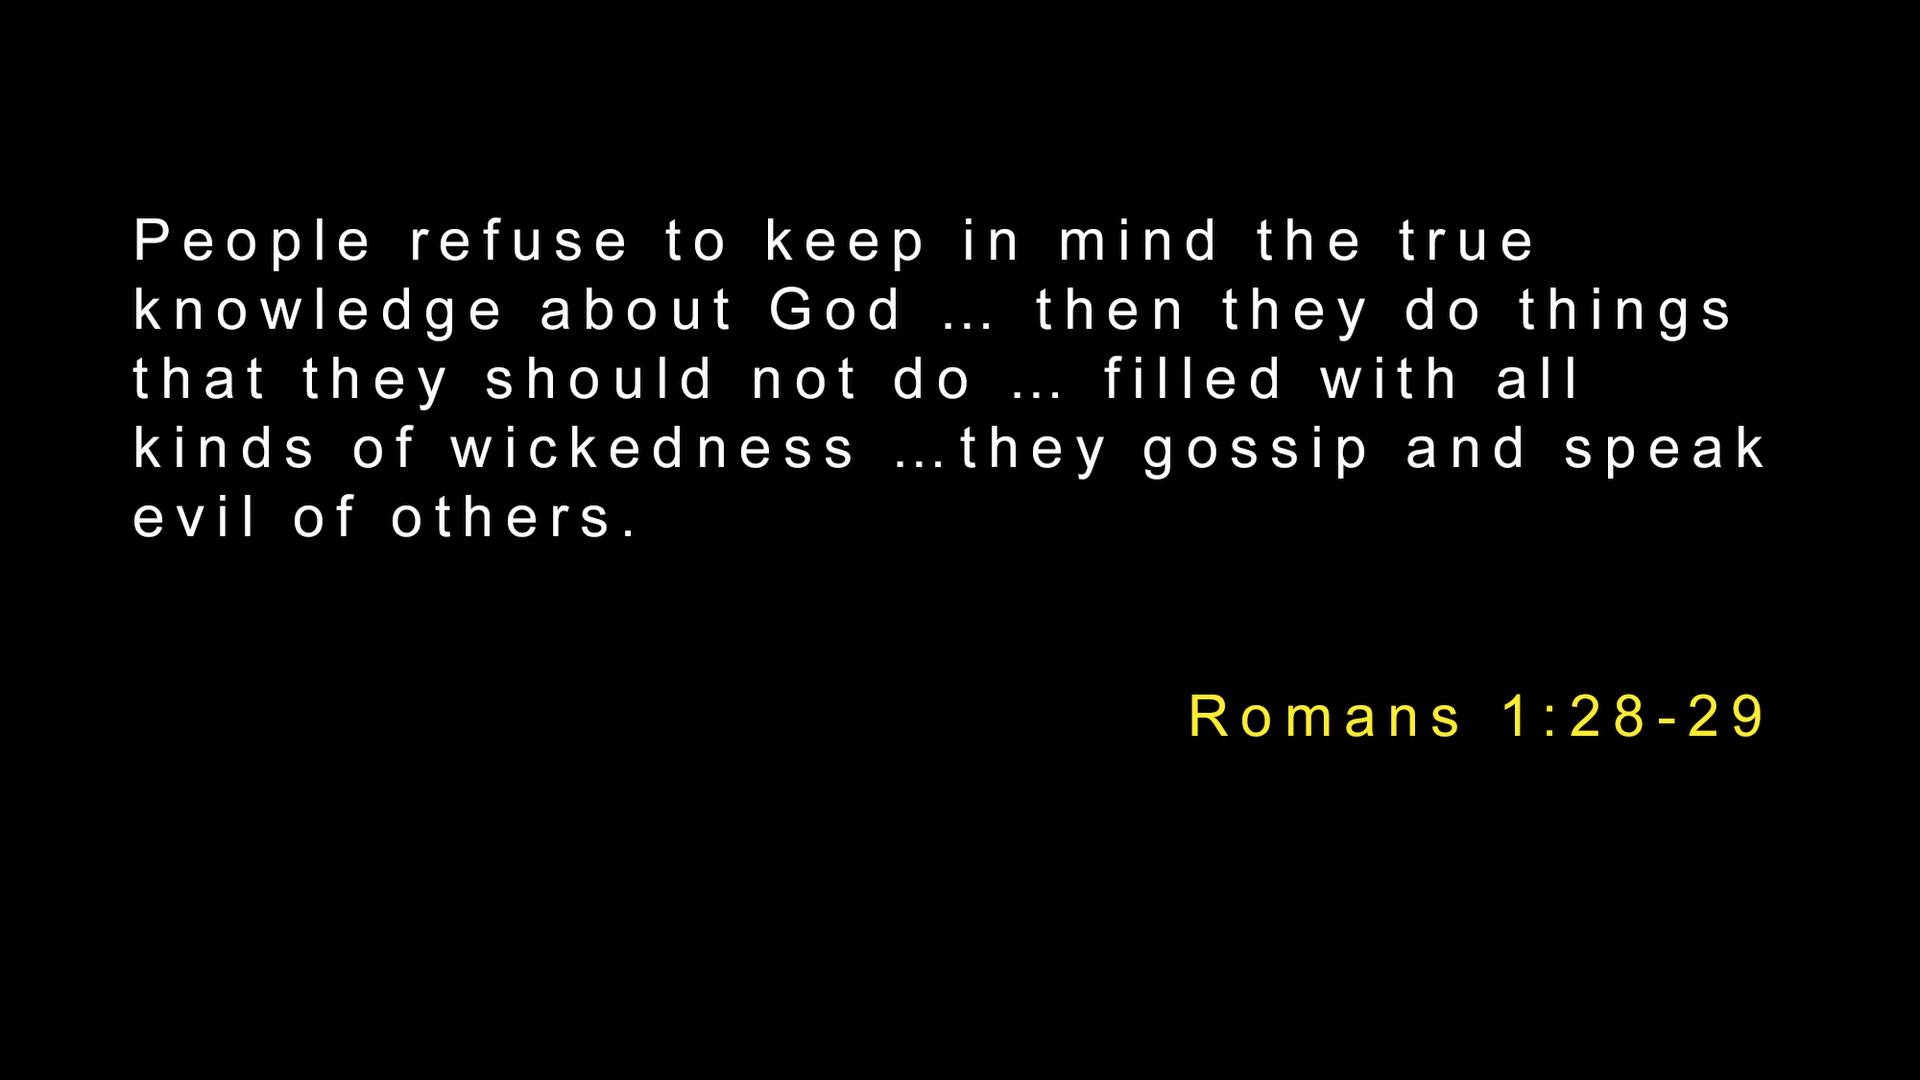 People refuse to keep in mind the true
knowledge about God ... then they do things
that they should not do ... filled with all
kinds of wickedness ...they gossip and speak
evil of others.
Romans 1:28-29